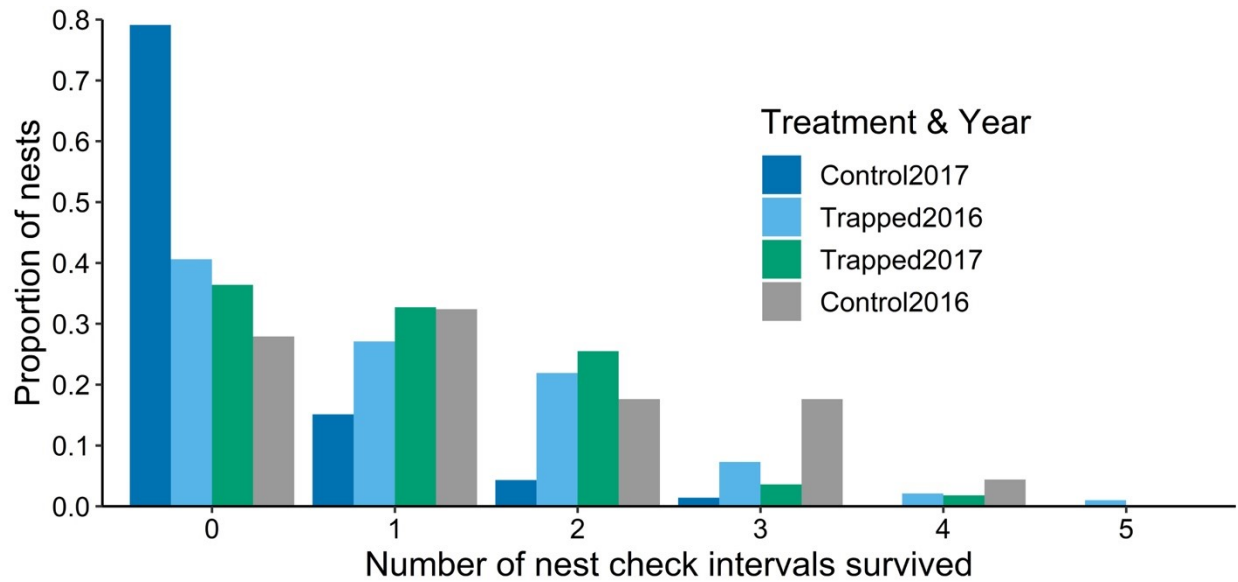 0.8
0.7
0.6
0.5
0.4
0.3
0.2
0.1
0.0
Proportion of nests
Treatment & Year
Control2017
Trapped2016
Trapped2017
Control2016
0 1 2 3 4 5
Number of nest check intervals survived